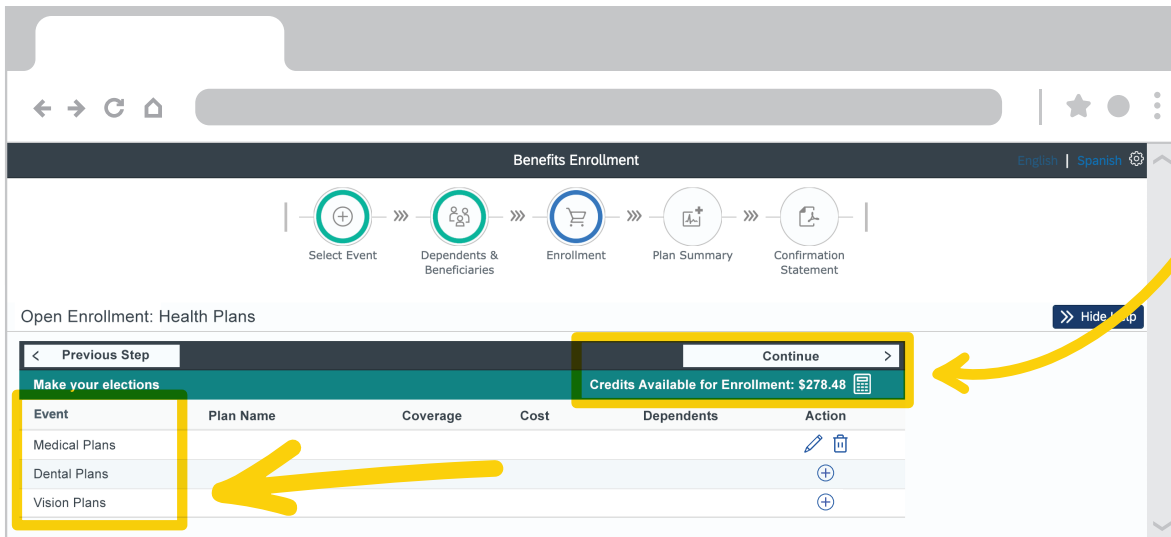 Benefits Enrollment
English | Spanish
Select Event
Dependents &
Beneficiaries
Enrollment
Plan Summary
Confirmation
Statement
Open Enrollment: Health Plans
Hide Help
< Previous Step
Continue >
Make your elections
Credits Available for Enrollment: $278.48
Event Plan Name Coverage Cost Dependents Action
Medical Plans
Dental Plans
Vision Plans